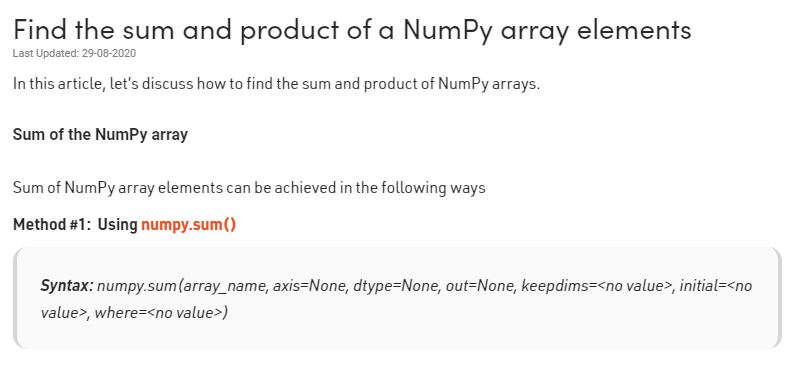 Find the sum and product of a NumPy array elements
Last Updated: 29-08-2020
In this article, let's discuss how to find the sum and product of NumPy arrays.
Sum of the NumPy array
Sum of NumPy array elements can be achieved in the following ways
Method #1:  Using numpy.sum()
Syntax: numpy.sum(array_name, axis=None, dtype=None, out=None, keepdims=<no value>, initial=<no
value>, where=<no value>)